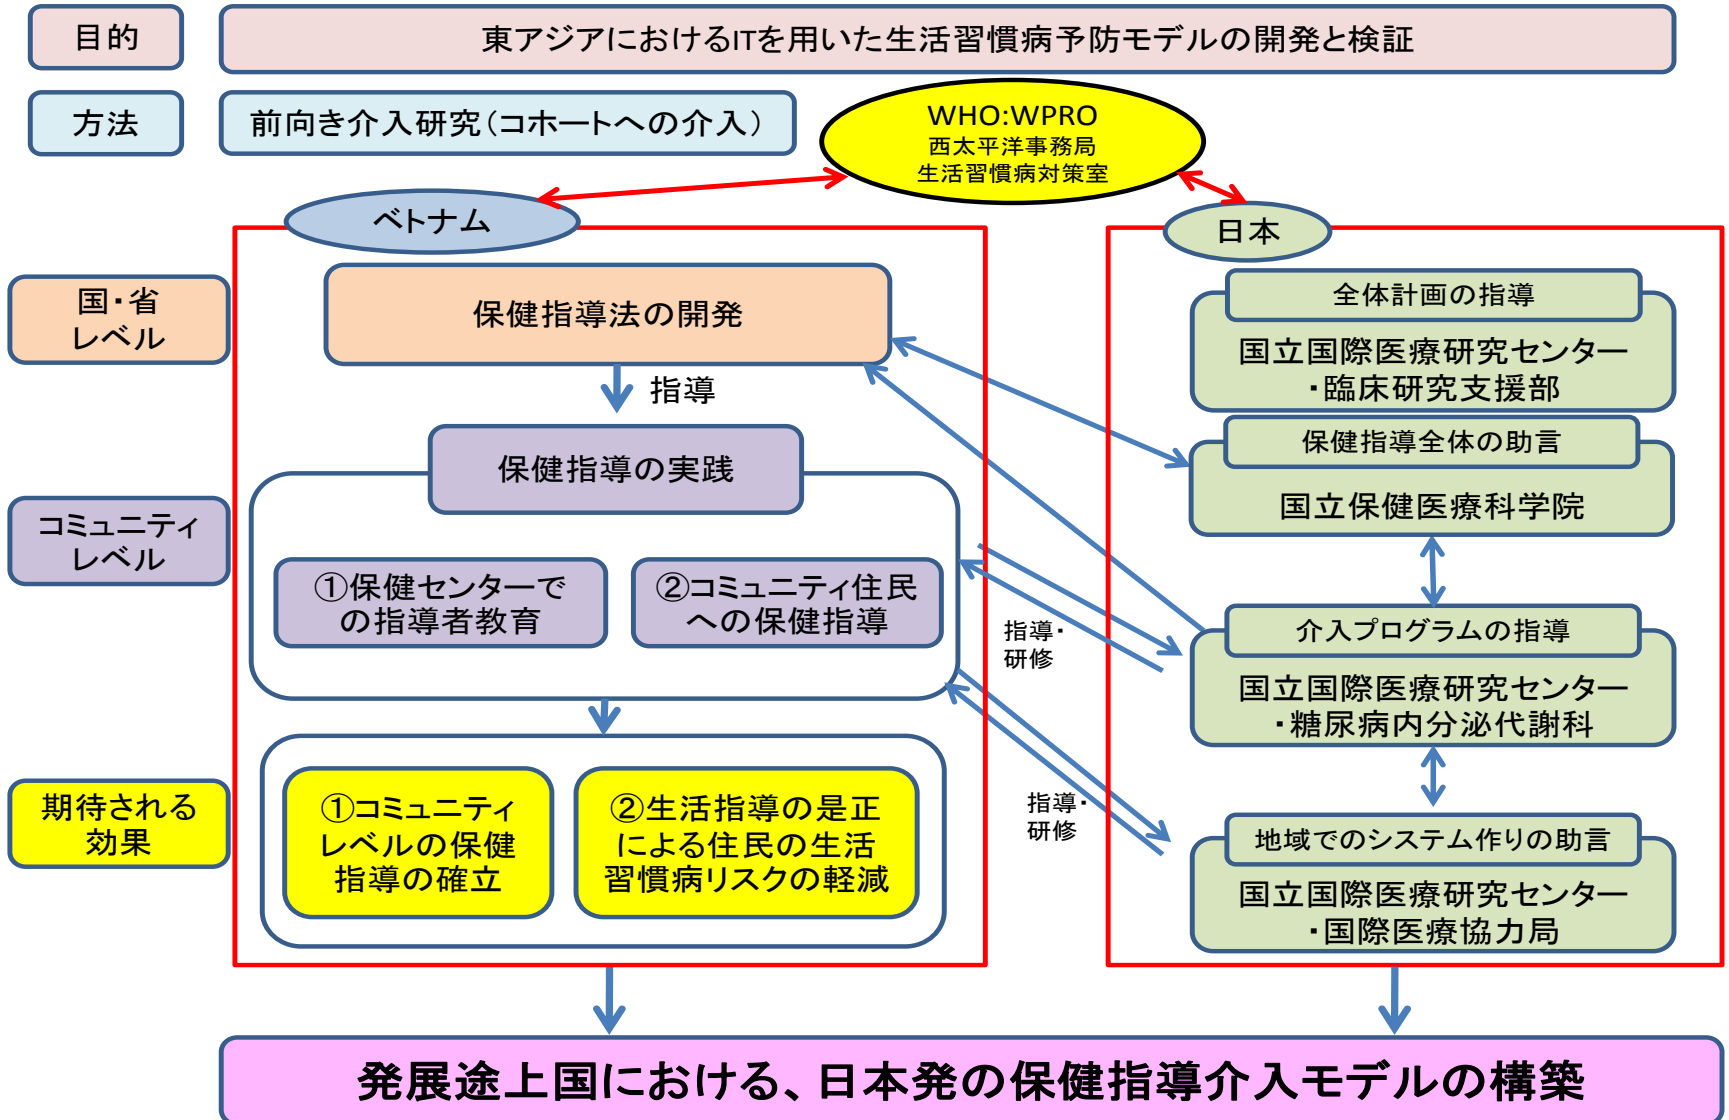 目的
東アジアにおけるITを用いた生活習慣病予防モデルの開発と検証
方法
前向き介入研究（コホートへの介入）
WHO:WPRO
西太平洋事務局
生活習慣病対策室
ベトナム
日本
国・省
レベル
保健指導法の開発
指導
コミュニティ
レベル
保健指導の実践
①保健センターで
の指導者教育
②コミュニティ住民
への保健指導
期待される
効果
①コミュニティ
レベルの保健
指導の確立
②生活指導の是正
による住民の生活
習慣病リスクの軽減
指導・
研修
指導・
研修
全体計画の指導
国立国際医療研究センター
・臨床研究支援部
保健指導全体の助言
国立保健医療科学院
介入プログラムの指導
国立国際医療研究センター
・糖尿病内分泌代謝科
地域でのシステム作りの助言
国立国際医療研究センター
・国際医療協力局
発展途上国における、日本発の保健指導介入モデルの構築